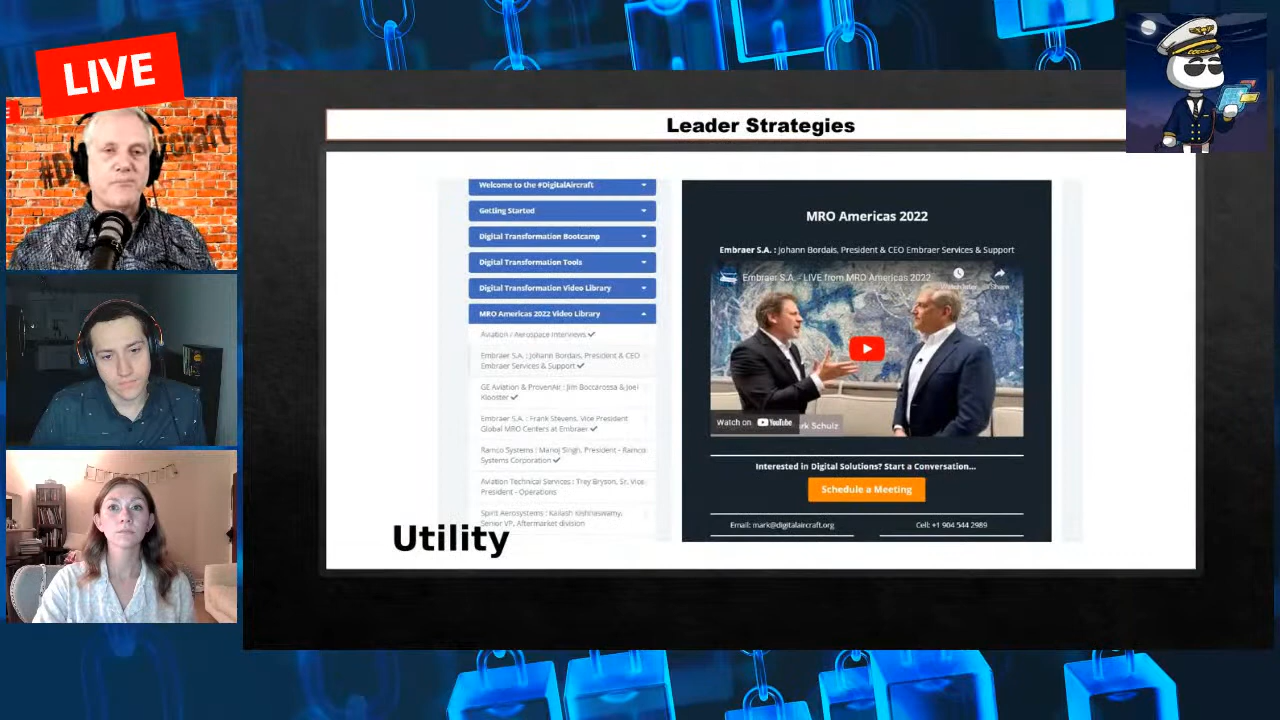 LIVE
Leader Strategies
Welcome to the #DigitalAircraft
Getting Started
Digital Transformation Bootcamp
Digital Transformation Tools
Digital Transformation Video Library
MRO Americas 2022 Video Library
Aviation / Aerospace Interviews
Embraer S.A. : Johann Bordais, President & CEO
Embraer Services & Support
GE Aviation & ProvenAir : Jim Boccarossa & Joel
Klooster
Embraer S.A. : Frank Stevens, Vice President
Global MRO Centers at Embraer
Ramco Systems : Manoj Singh, President - Ramco
Systems Corporation
Aviation Technical Services : Trey Bryson, Sr. Vice
President - Operations
Spirit Aerosystems : Kailash Krishnaswamy,
Senior VP, Aftermarket division
Utility
MRO Americas 2022
Embraer S.A. : Johann Bordais, President & CEO Embraer Services & Support
Embraer S.A. - LIVE from MRO Americas 2022
Watch later
Share
Watch on YouTube
Schulz
Interested in Digital Solutions? Start a Conversation...
Schedule a Meeting
Email: mark@digitalaircraft.org
Cell: +1 904 544 2989